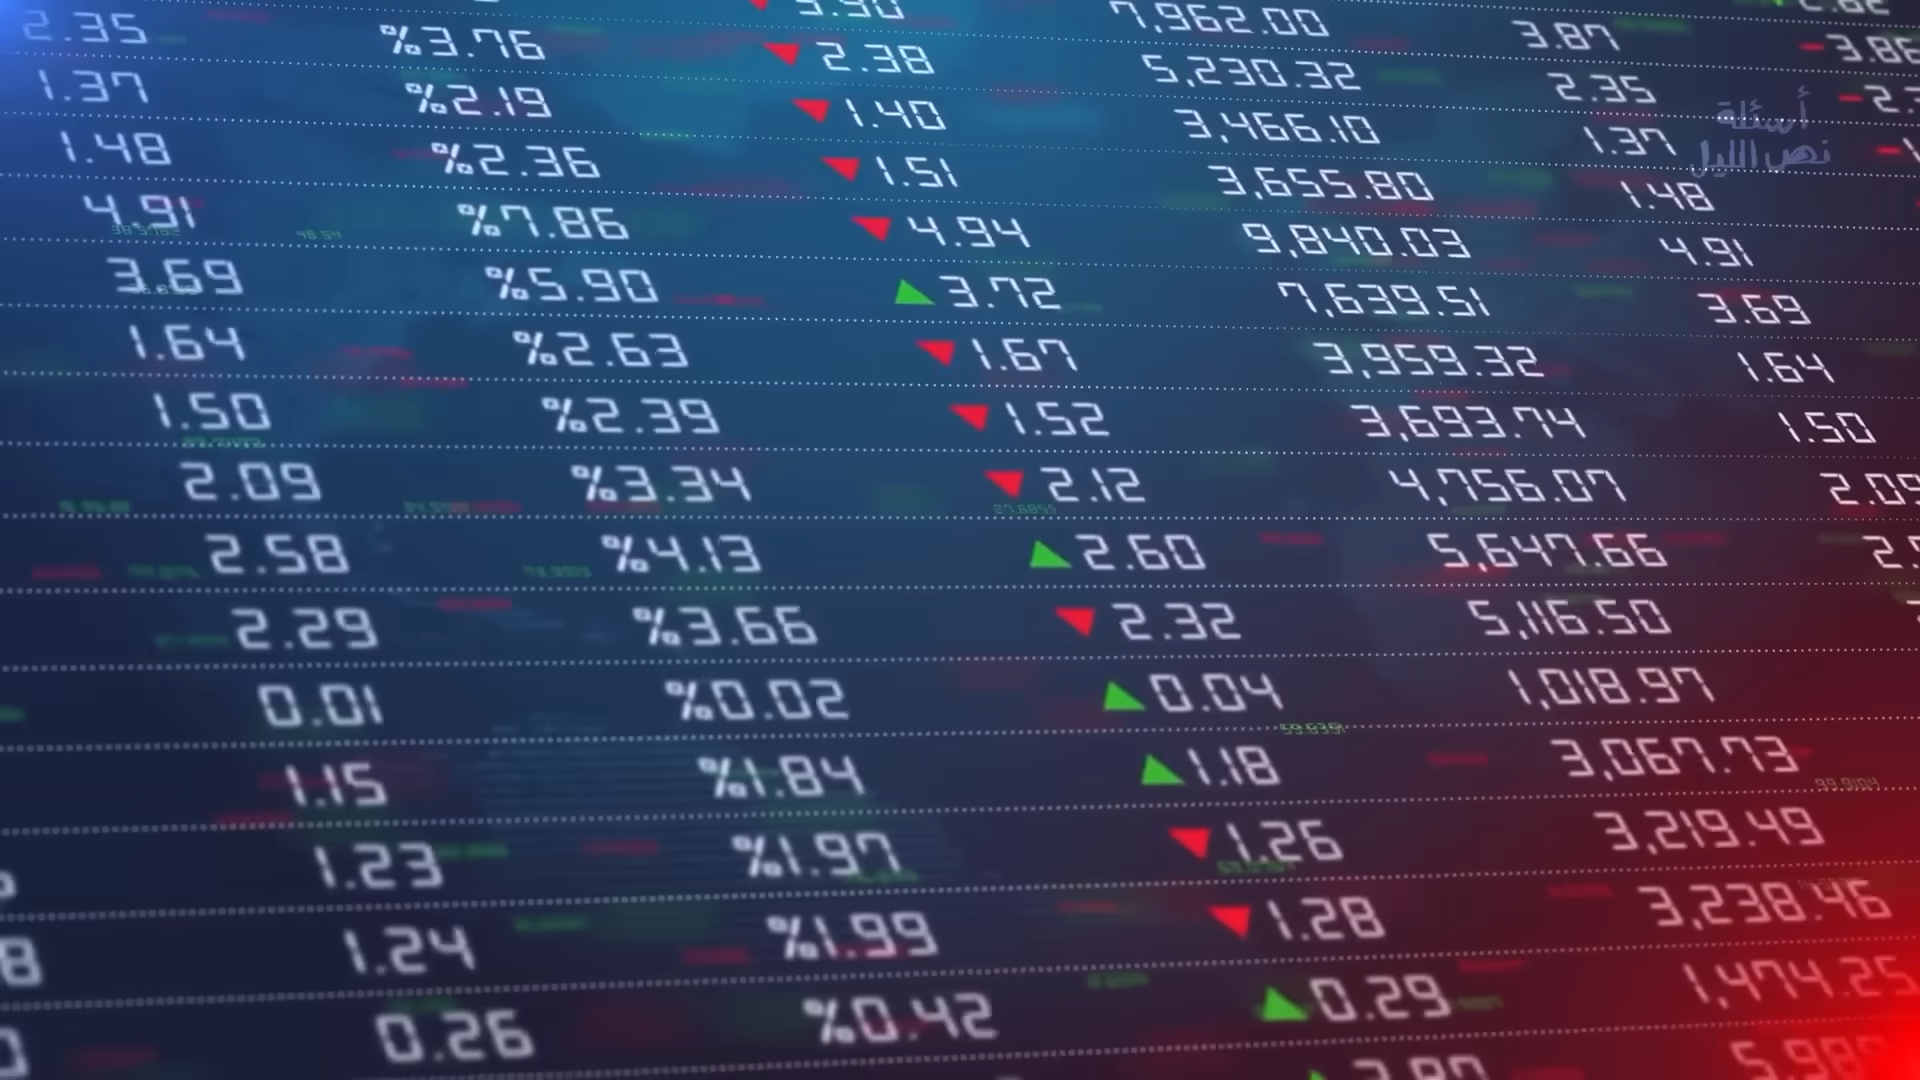 3.90 7,962.00 2.82
2.35 %3.76 2.38 5,230.32 3.87 -3.86
1.37 %2.19 1.40 3,466.10 2.35
1.48 %2.36 1.51 3,655.80 1.37
4.91 %7.86 4.94 9,840.03 1.48
3.69 %5.90 3.72 7,639.51 4.91
1.64 %2.63 1.67 3,959.32 3.69
1.50 %2.39 1.52 3,693.74 1.64
2.09 %3.34 2.12 4,756.07 1.50
2.58 %4.13 2.60 5,647.66 2.09
2.29 %3.66 2.32 5,116.50
0.01 %0.02 0.04 1,018.97
1.15 %1.84 1.18 3,067.73
1.23 %1.97 1.26 3,219.49
1.24 %1.99 1.28 3,238.46
0.26 %0.42 0.29 1,474.25
أسئلة
نص الليل